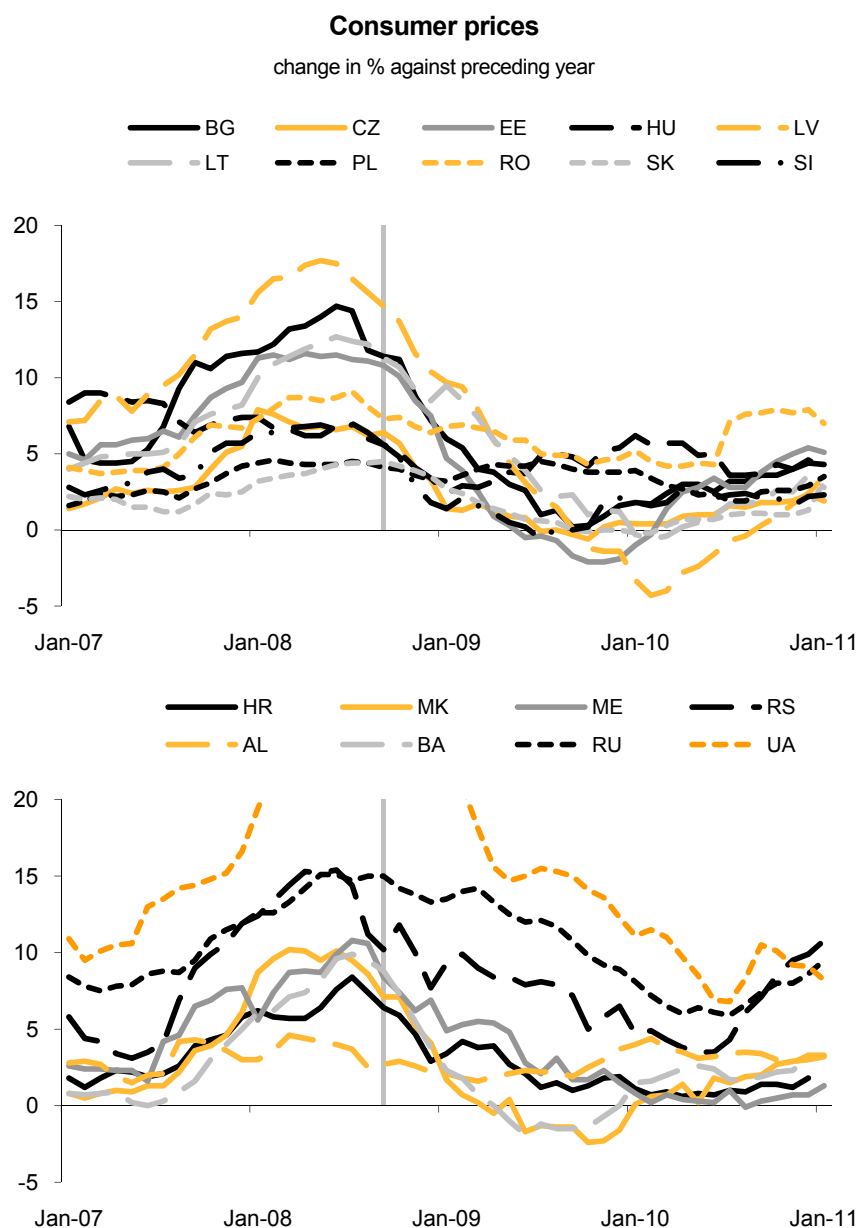 Consumer prices
change in % against preceding year
BG CZ EE HU LV
LT PL RO SK SI
20
15
10
5
0
-5
Jan-07 Jan-08 Jan-09 Jan-10 Jan-11
HR MK ME RS
AL BA RU UA
20
15
10
5
0
-5
Jan-07 Jan-08 Jan-09 Jan-10 Jan-11